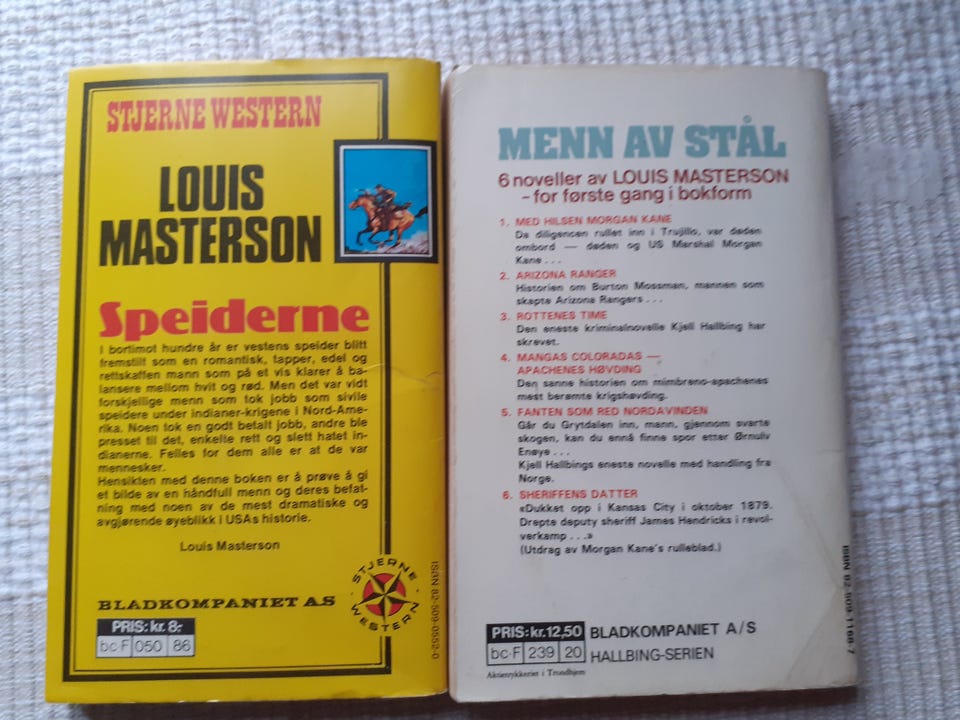 STJERNE WESTERN
LOUIS
MASTERSON
Speiderne
I bortimot hundre år er vestens speider blitt
fremstilt som en romantisk, tapper, edel og
rettskaffen mann som på et vis klarer å ba-
lansere mellom hvit og rød. Men det var vidt
forskjellige menn som tok jobb som sivile
speidere under indianer-krigene i Nord-Ame-
rika. Noen tok en godt betalt jobb, andre ble
presset til det, enkelte rett og slett hatet in-
dianerne. Felles for dem alle er at de var
mennesker.
Hensikten med denne boken er å prøve å gi
et bilde av en håndfull menn og deres befat-
ning med noen av de mest dramatiske og
avgjørende øyeblikk i USAs historie.
Louis Masterson
BLADKOMPANIET A.S
STJERNE - WESTERN
PRIS: kr. 8-
bc F 050 86
ISBN 82-509-0552-0
MENN AV STÅL
6 noveller av LOUIS MASTERSON
- for første gang i bokform
1. MED HILSEN MORGAN KANE
Da diligencen rullet inn i Trujillo, var døden
ombord — døden og US Marshal Morgan
Kane . . .
2. ARIZONA RANGER
Historien om Burton Mossman, mannen som
skapte Arizona Rangers . . .
3. ROTTENES TIME
Den eneste kriminalnovelle Kjell Hallbing har
skrevet.
4. MANGAS COLORADAS —
APACHENES HØVDING
Den sanne historien om mimbreno-apachenes
mest berømte krigshøvding.
5. FANTEN SOM RED NORDAVINDEN
Går du Grytdalen inn, mann, gjennom svarte
skogen, kan du ennå finne spor etter Ørnulv
Enøye . . .
Kjell Hallbings eneste novelle med handling fra
Norge.
6. SHERIFFENS DATTER
«Dukket opp i Kansas City i oktober 1879.
Drepte deputy sheriff James Hendricks i revol-
verkamp . . .»
(Utdrag av Morgan Kane's rulleblad.)
PRIS: kr. 12,50
bc-F 239 20
BLADKOMPANIET A/S
HALLBING-SERIEN
Aktietrykkeriet i Trondhjem
ISBN 82-509-1168-7